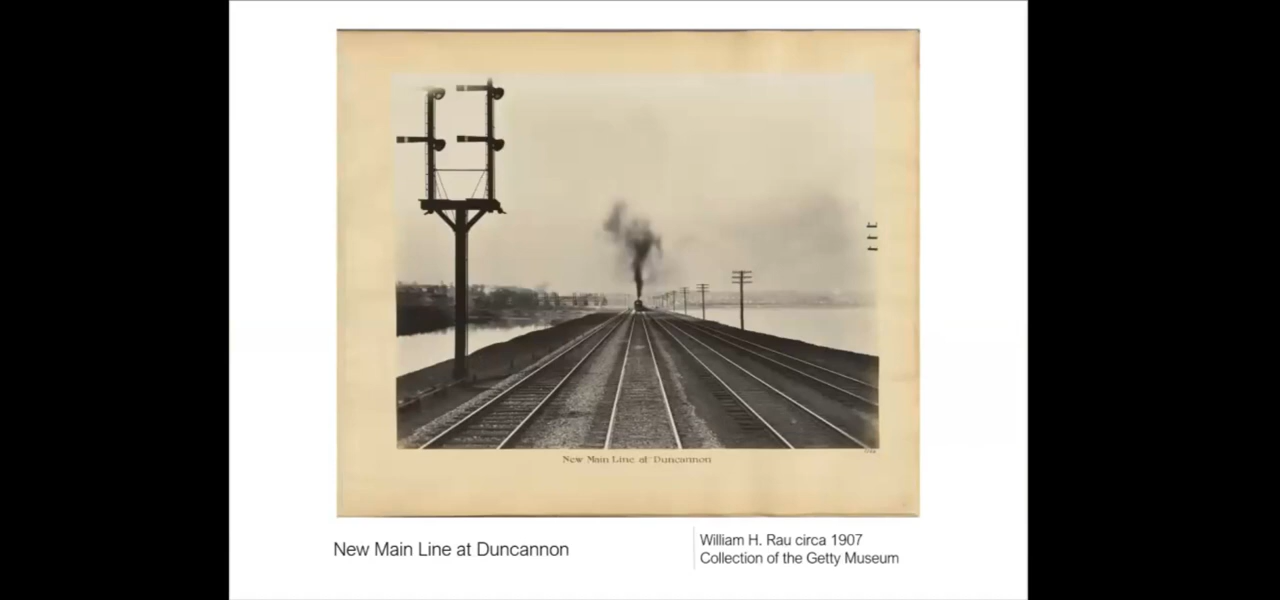 New Main Line at Duncannon
New Main Line at Duncannon
William H. Rau circa 1907
Collection of the Getty Museum